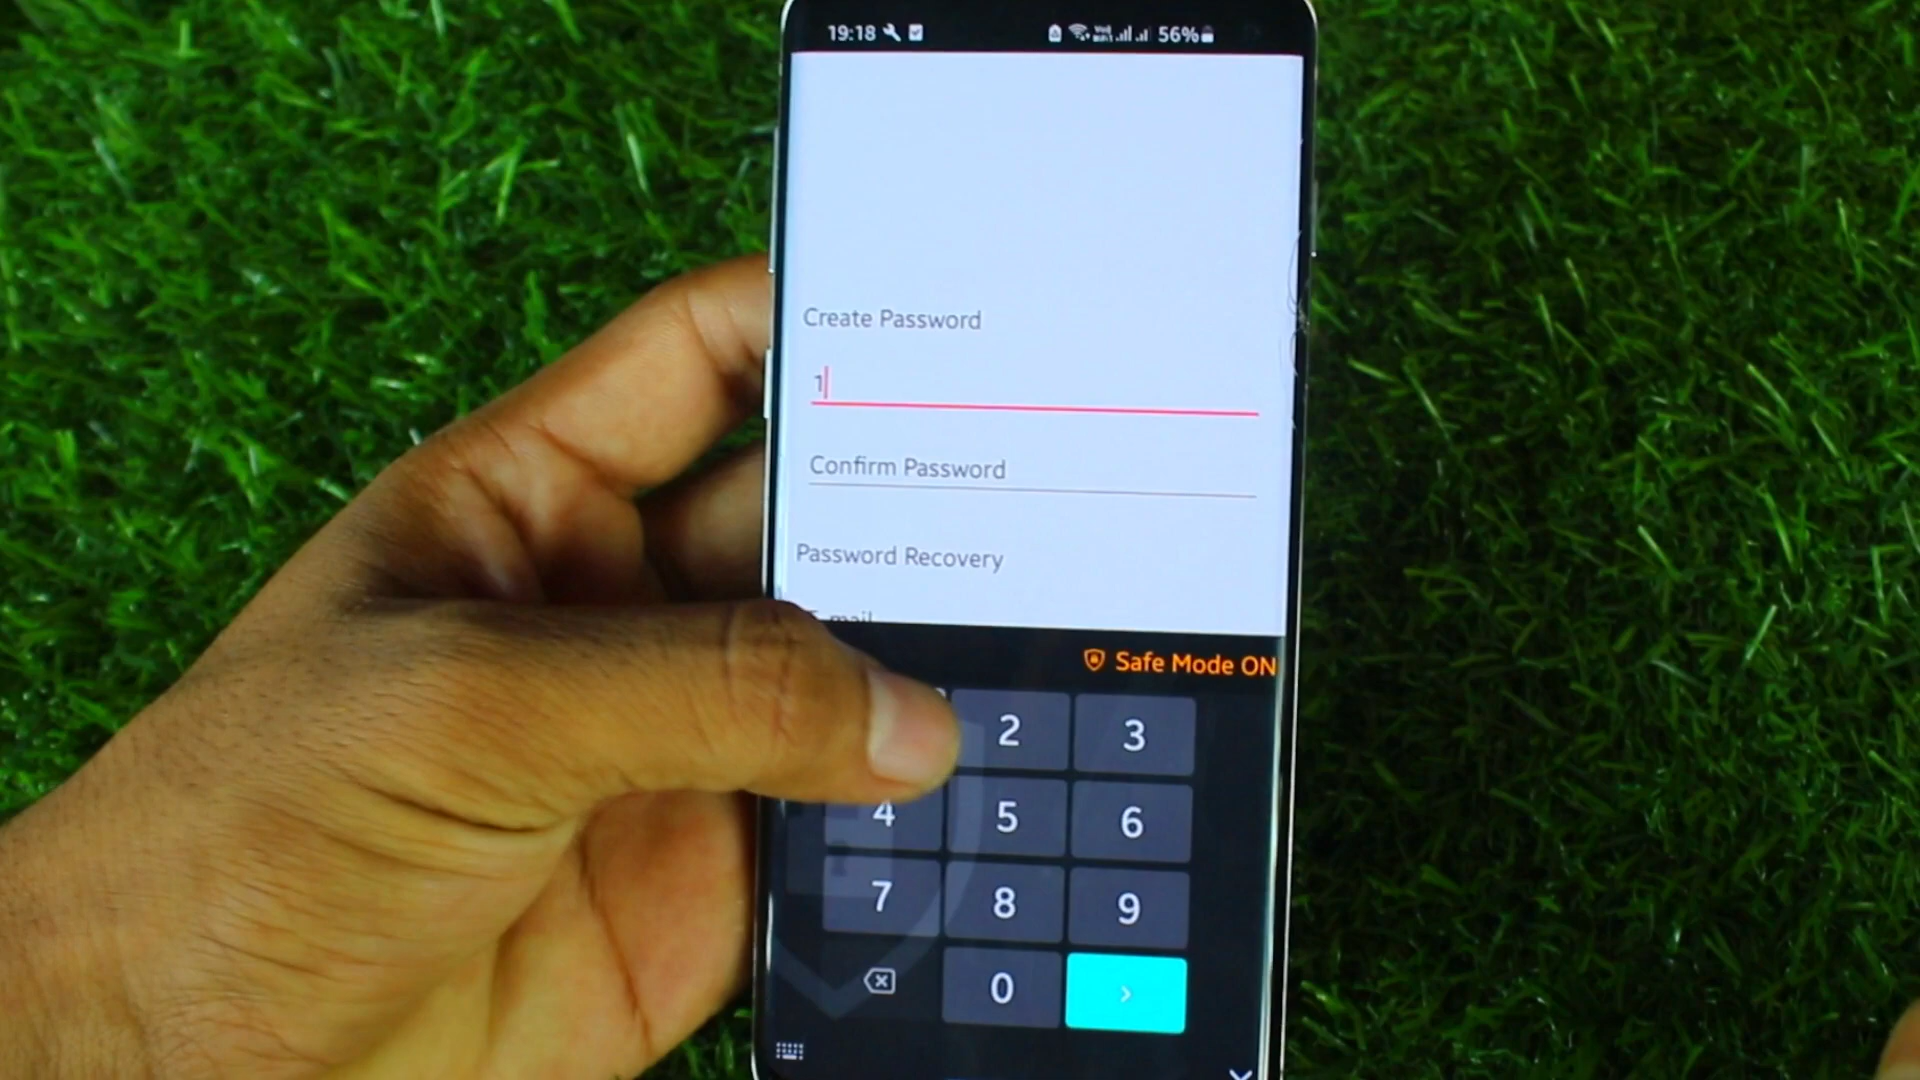 19:18 56%
Create Password
1
Confirm Password
Password Recovery
E-mail
Safe Mode ON
2 3
4 5 6
7 8 9
0 >